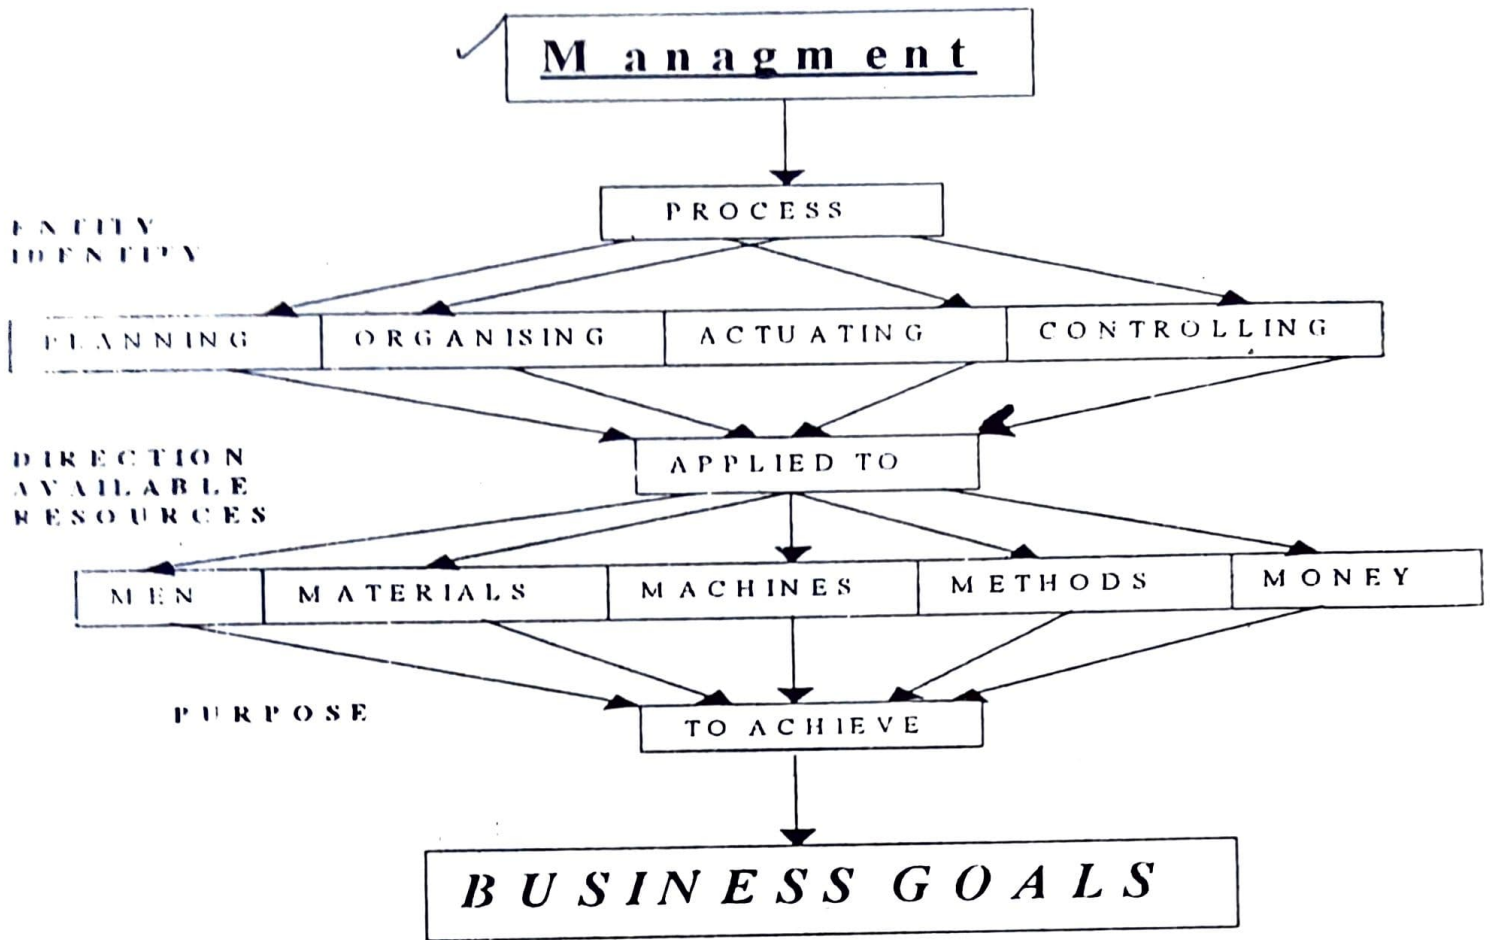 Managment
PROCESS
ENTITY
IDENTITY
PLANNING ORGANISING ACTUATING CONTROLLING
DIRECTION
AVAILABLE
RESOURCES
APPLIED TO
MEN MATERIALS MACHINES METHODS MONEY
PURPOSE
TO ACHIEVE
BUSINESS GOALS